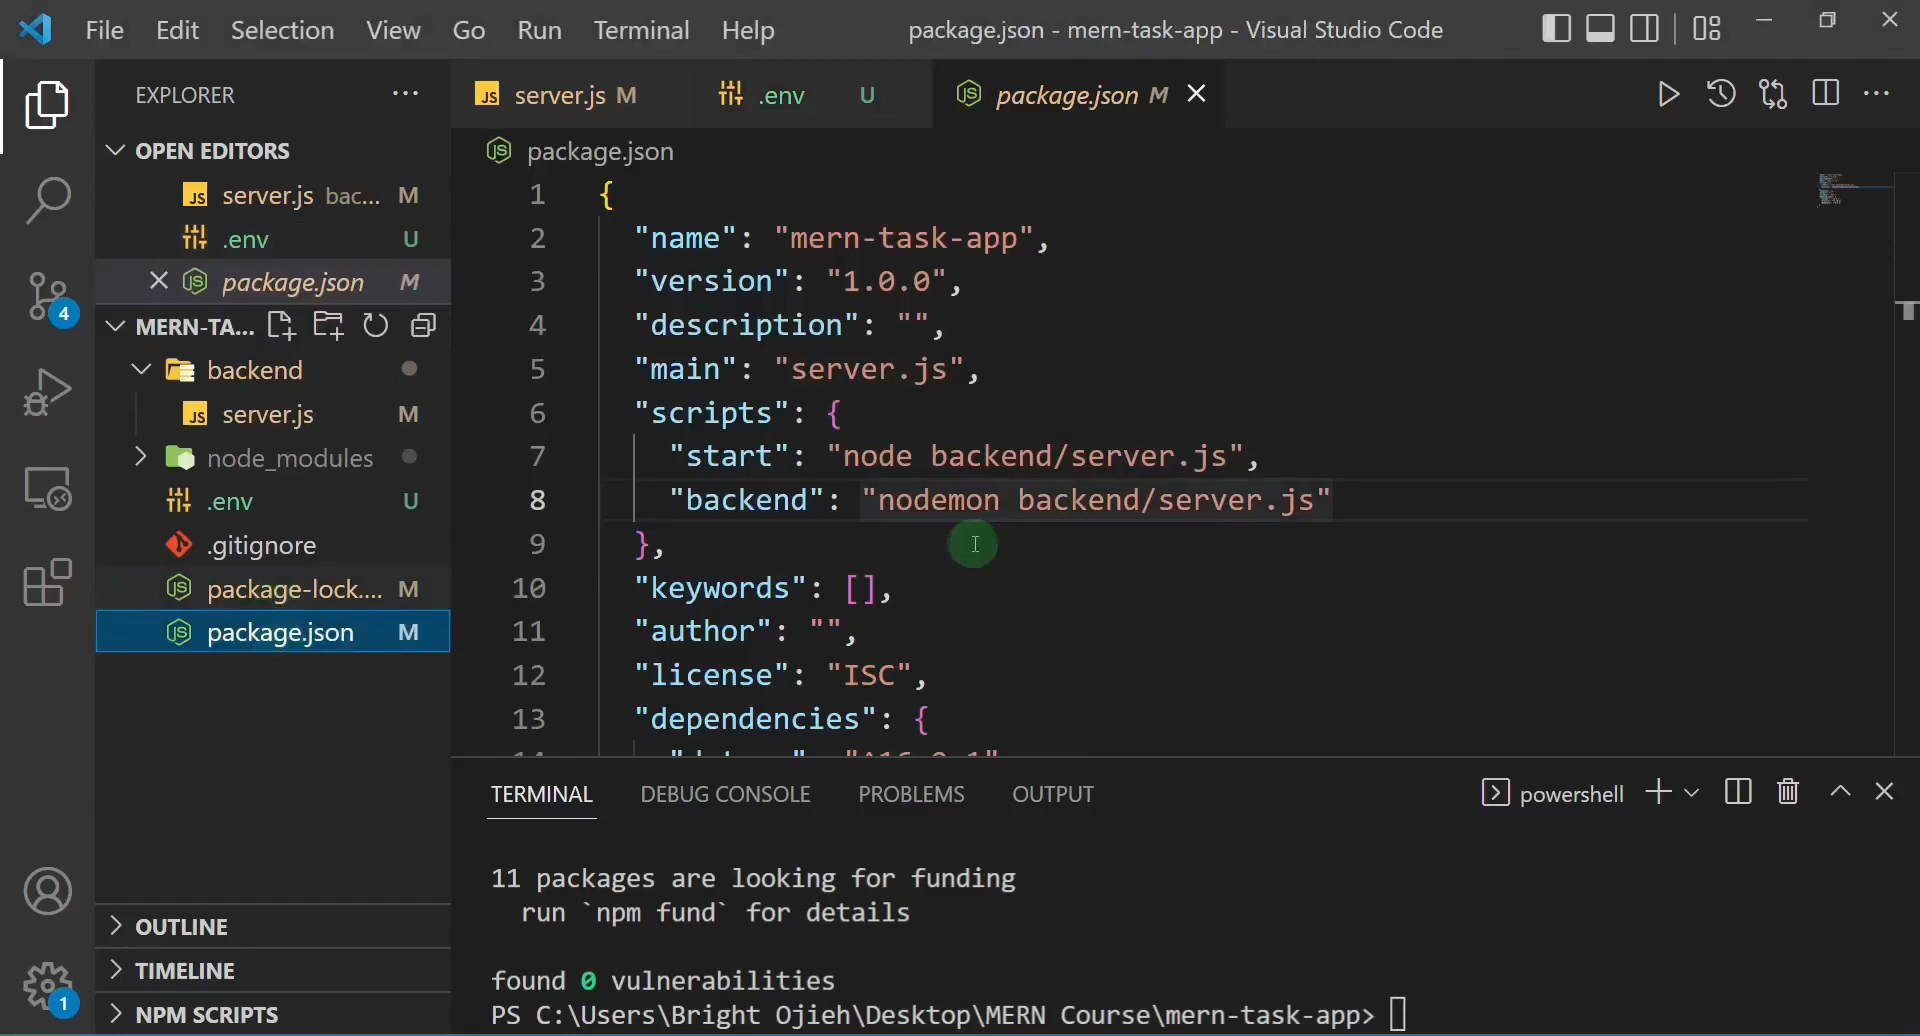 File Edit Selection View Go Run Terminal Help package.json - mern-task-app - Visual Studio Code
EXPLORER
OPEN EDITORS
server.js bac... M
.env U
package.json M
MERN-TA...
backend
server.js M
node_modules
.env U
.gitignore
package-lock.... M
package.json M
OUTLINE
TIMELINE
NPM SCRIPTS
4
1
server.js M .env U package.json M
package.json
1 {
2 "name": "mern-task-app",
3 "version": "1.0.0",
4 "description": "",
5 "main": "server.js",
6 "scripts": {
7 "start": "node backend/server.js",
8 "backend": "nodemon backend/server.js"
9 },
10 "keywords": [],
11 "author": "",
12 "license": "ISC",
13 "dependencies": {
TERMINAL DEBUG CONSOLE PROBLEMS OUTPUT powershell
11 packages are looking for funding
run `npm fund` for details
found 0 vulnerabilities
PS C:\Users\Bright Ojieh\Desktop\MERN Course\mern-task-app>